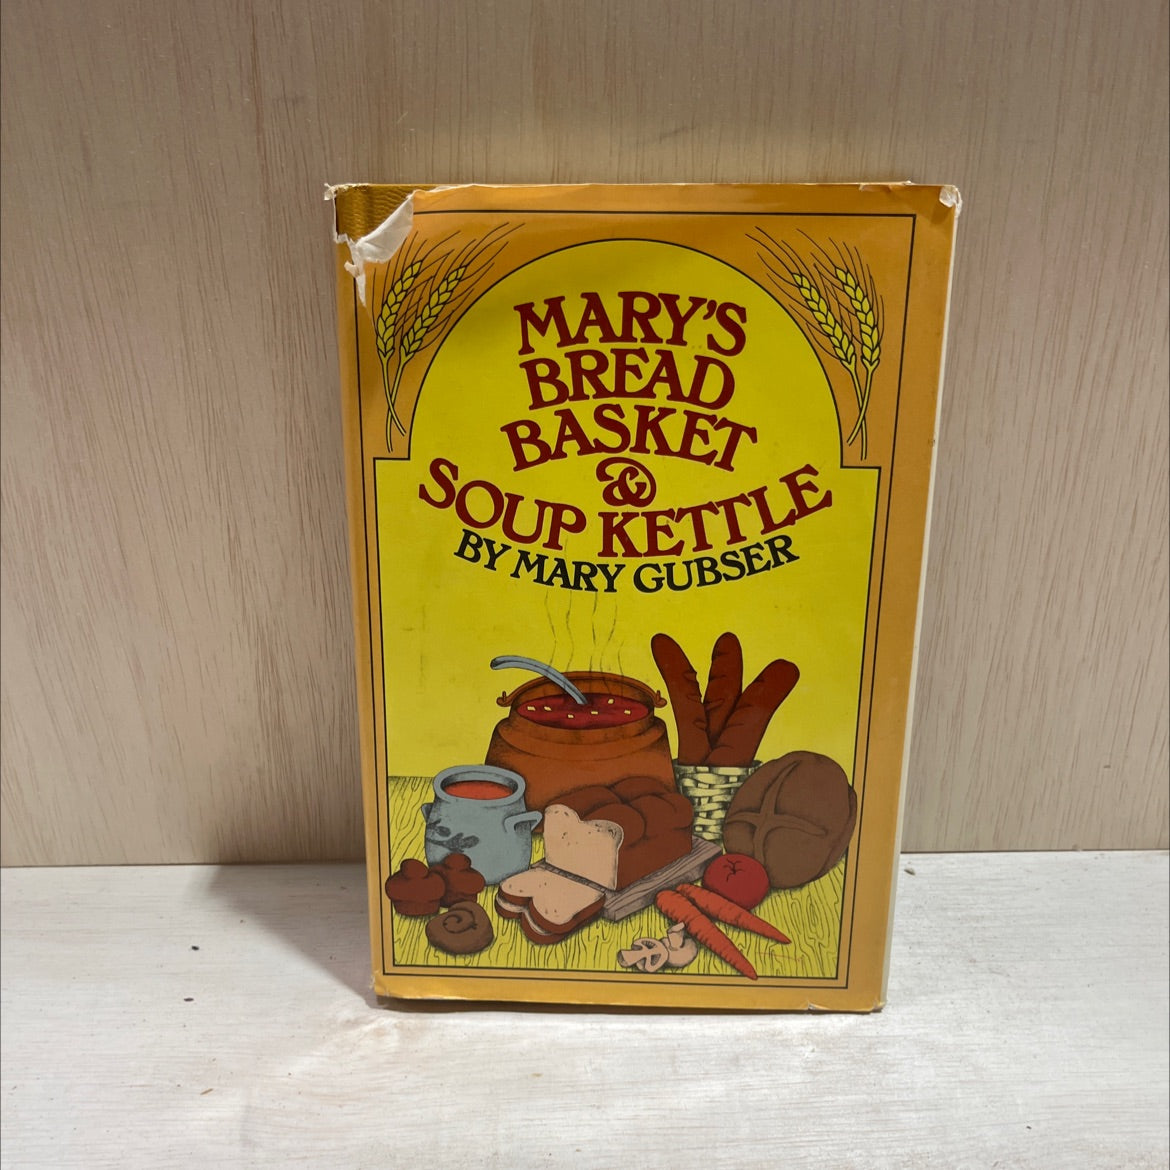 MARY'S
BREAD
BASKET
&
SOUP KETTLE
BY MARY GUBSER